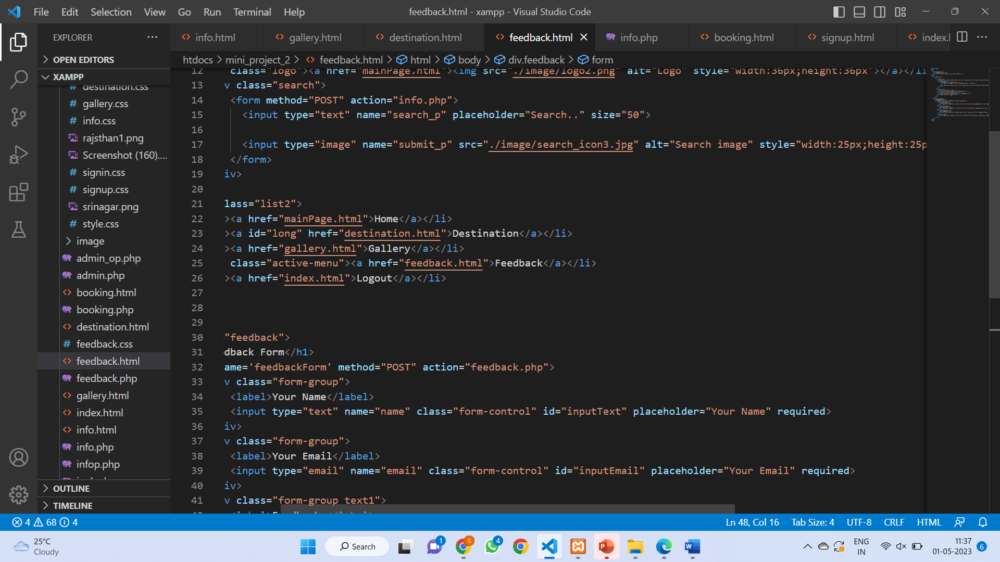 File Edit Selection View Go Run Terminal Help
feedback.html - xampp - Visual Studio Code
EXPLORER
info.html gallery.html destination.html feedback.html info.php booking.html signup.html index.
OPEN EDITORS
XAMPP
destination.css
gallery.css
info.css
rajsthan1.png
Screenshot (160)....
signin.css
signup.css
srinagar.png
style.css
image
admin_op.php
admin.php
booking.html
booking.php
destination.html
feedback.css
feedback.html
feedback.php
gallery.html
index.html
info.html
info.php
infop.php
OUTLINE
TIMELINE
htdocs > mini_project_2 > feedback.html > html > body > div.feedback > form
12 class="logo"><a href="mainPage.html"><img src="./image/logo2.png" alt="Logo" style="width:36px;height:36px"></a></li
13 v class="search">
14 <form method="POST" action="info.php">
15 <input type="text" name="search_p" placeholder="Search.." size="50">
16
17 <input type="image" name="submit_p" src="./image/search_icon3.jpg" alt="Search image" style="width:25px;height:25p
18 </form>
19 iv>
20
21 lass="list2">
22 ><a href="mainPage.html">Home</a></li>
23 ><a id="long" href="destination.html">Destination</a></li>
24 ><a href="gallery.html">Gallery</a></li>
25 class="active-menu"><a href="feedback.html">Feedback</a></li>
26 ><a href="index.html">Logout</a></li>
27
28
29
30 "feedback">
31 dback Form</h1>
32 ame='feedbackForm' method="POST" action="feedback.php">
33 v class="form-group">
34 <label>Your Name</label>
35 <input type="text" name="name" class="form-control" id="inputText" placeholder="Your Name" required>
36 iv>
37 v class="form-group">
38 <label>Your Email</label>
39 <input type="email" name="email" class="form-control" id="inputEmail" placeholder="Your Email" required>
40 iv>
41 v class="form-group text1">
4 68 4
Ln 48, Col 16 Tab Size: 4 UTF-8 CRLF HTML
25°C
Cloudy
Search
1
S
4
ENG
IN
11:37
01-05-2023
6